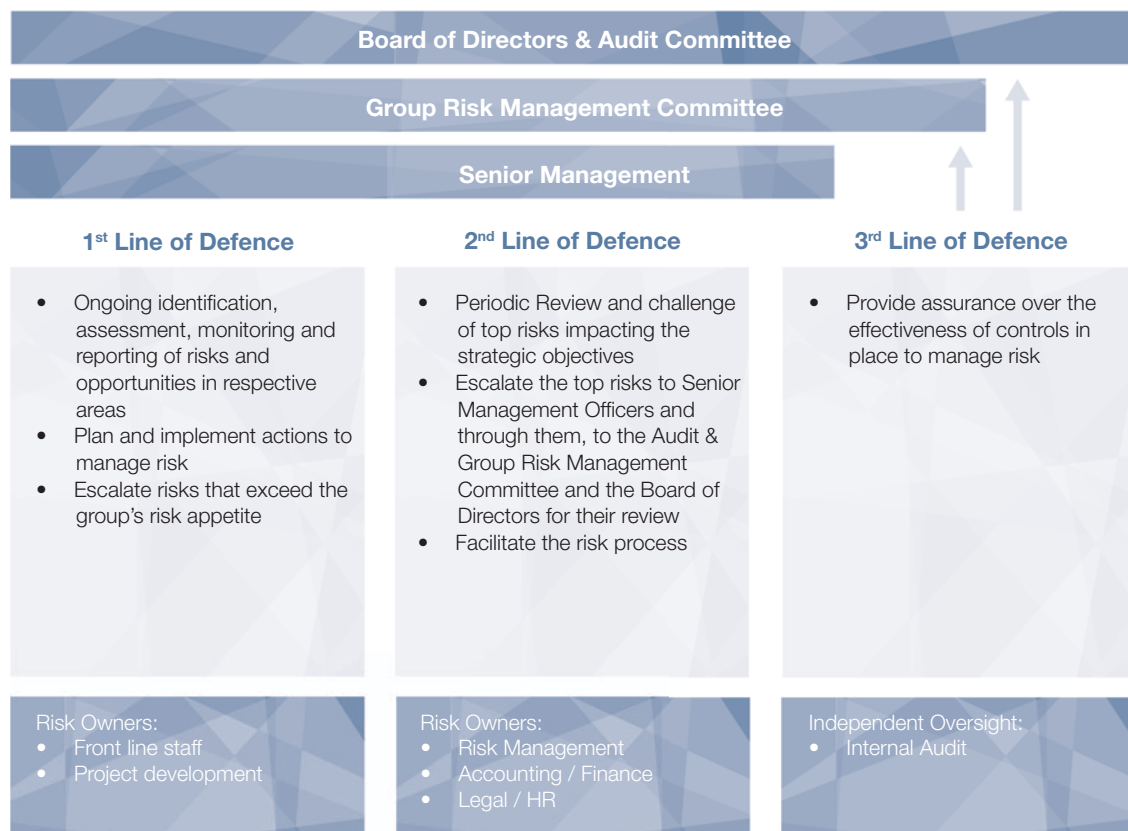 Board of Directors & Audit Committee
Group Risk Management Committee
Senior Management
1st Line of Defence
• Ongoing identification,
assessment, monitoring and
reporting of risks and
opportunities in respective
areas
• Plan and implement actions to
manage risk
• Escalate risks that exceed the
group's risk appetite
Risk Owners:
• Front line staff
• Project development
2nd Line of Defence
• Periodic Review and challenge
of top risks impacting the
strategic objectives
• Escalate the top risks to Senior
Management Officers and
through them, to the Audit &
Group Risk Management
Committee and the Board of
Directors for their review
• Facilitate the risk process
Risk Owners:
• Risk Management
• Accounting / Finance
• Legal / HR
3rd Line of Defence
• Provide assurance over the
effectiveness of controls in
place to manage risk
Independent Oversight:
• Internal Audit